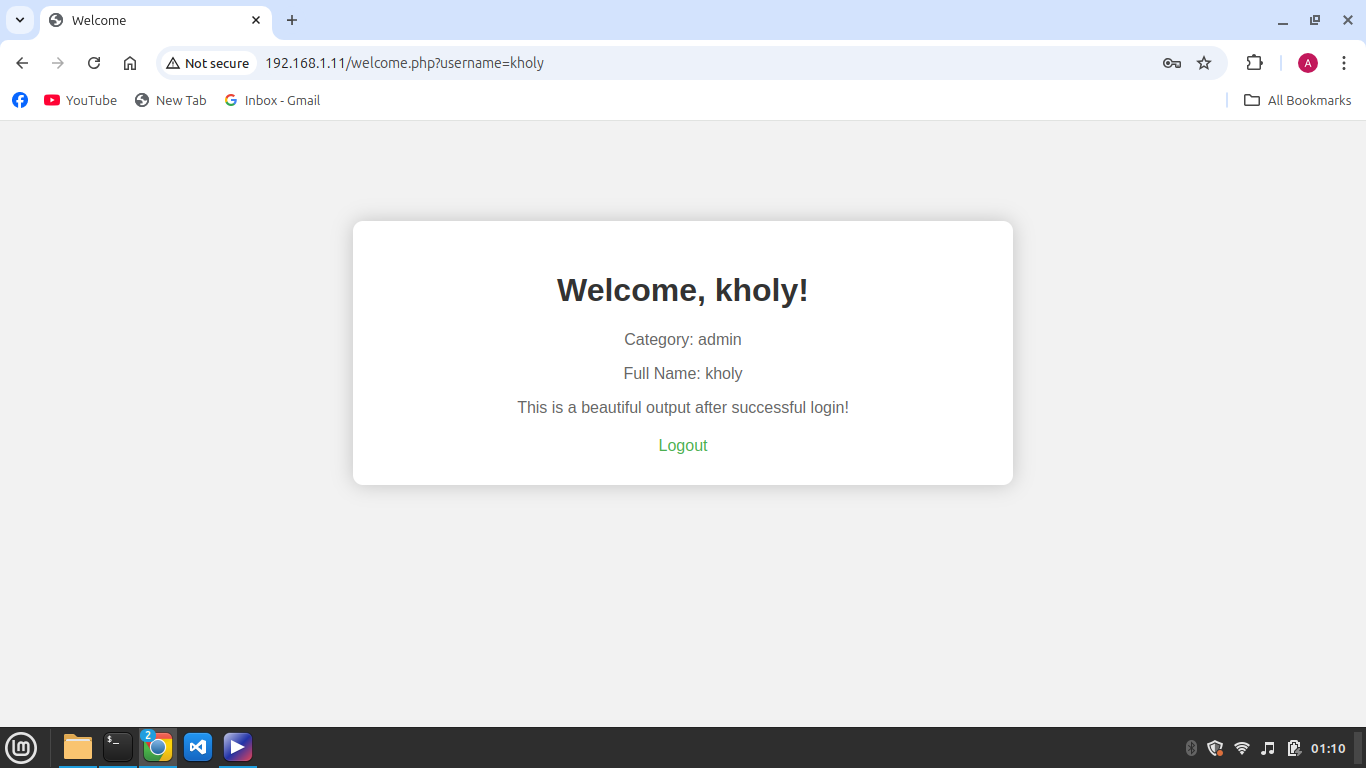 Welcome
Not secure 192.168.1.11/welcome.php?username=kholy
A
YouTube New Tab Inbox - Gmail All Bookmarks
Welcome, kholy!
Category: admin
Full Name: kholy
This is a beautiful output after successful login!
Logout
$_ 2 01:10